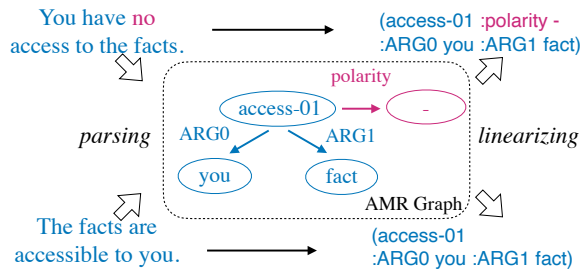 You have no
access to the facts.
(access-01 :polarity -
:ARG0 you :ARG1 fact)
polarity
access-01
-
parsing
ARG0
ARG1
linearizing
you
fact
AMR Graph
The facts are
accessible to you.
(access-01
:ARG0 you :ARG1 fact)